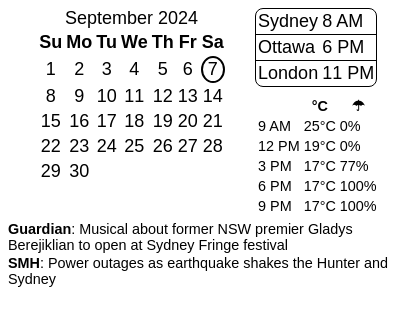 September 2024
Su Mo Tu We Th Fr Sa
1 2 3 4 5 6 7
8 9 10 11 12 13 14
15 16 17 18 19 20 21
22 23 24 25 26 27 28
29 30
Sydney 8 AM
Ottawa 6 PM
London 11 PM
°C ☂
9 AM 25°C 0%
12 PM 19°C 0%
3 PM 17°C 77%
6 PM 17°C 100%
9 PM 17°C 100%
Guardian: Musical about former NSW premier Gladys
Berejiklian to open at Sydney Fringe festival
SMH: Power outages as earthquake shakes the Hunter and
Sydney